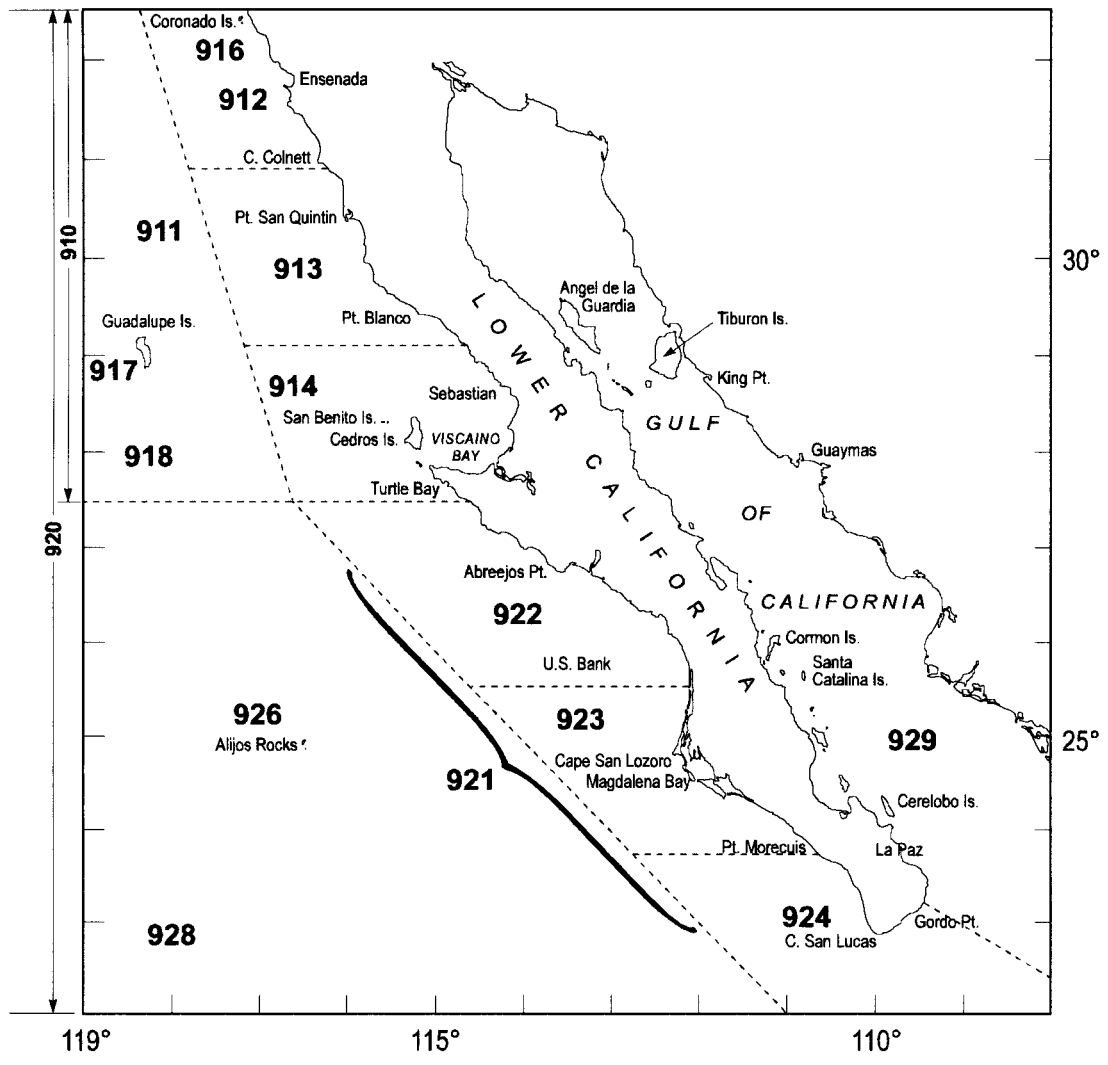 Coronado Is.
916
Ensenada
912
C. Colnett
Pt. San Quintin
911
910
913
30°
Angel de la
Guardia
Guadalupe Is.
Pt. Blanco
Tiburon Is.
917
914
King Pt.
Sebastian
LOWER CALIFORNIA
GULF
San Benito Is.
Cedros Is.
VISCAINO
BAY
918
Guaymas
Turtle Bay
OF
920
Abreejos Pt.
922
CALIFORNIA
Cormon Is.
U.S. Bank
Santa
Catalina Is.
926
923
929
25°
Alijos Rocks
Cape San Lozoro
921
Magdalena Bay
Cerelobo Is.
Pt. Morecuis
La Paz
924
Gordo Pt.
928
C. San Lucas
119°
115°
110°